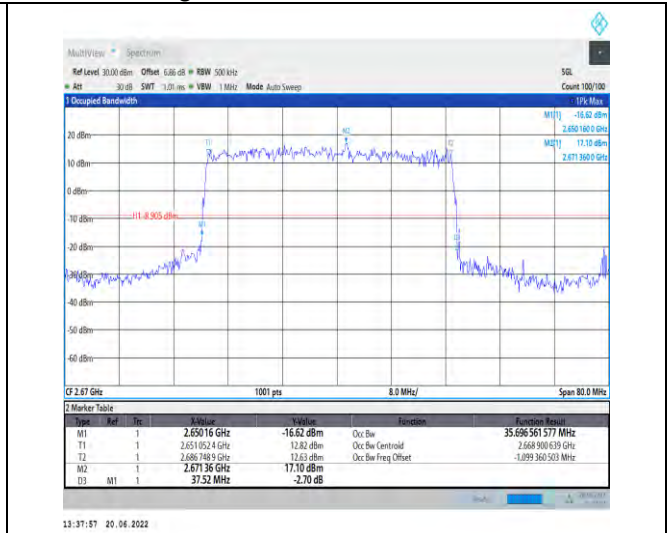 MultiView Spectrum
Ref Level 30.00 dBm Offset 6.86 dB RBW 500 kHz SGL
Att 30 dB SWT 1.01 ms VBW 1 MHz Mode Auto Sweep Count 100/100
1 Occupied Bandwidth 1Pk Max
M1[1] -16.62 dBm
2.650 160 0 GHz
M2[1] 17.10 dBm
2.671 360 0 GHz
20 dBm
M2
T1
T2
10 dBm
0 dBm
-10 dBm
H1 -8.905 dBm
M1
D3
-20 dBm
-30 dBm
-40 dBm
-50 dBm
-60 dBm
CF 2.67 GHz 1001 pts 8.0 MHz/ Span 80.0 MHz
2 Marker Table
Type Ref Trc X-Value Y-Value Function Function Result
M1 1 2.65016 GHz -16.62 dBm Occ Bw 35.696 561 577 MHz
T1 1 2.651 052 4 GHz 12.82 dBm Occ Bw Centroid 2.668 900 639 GHz
T2 1 2.686 748 9 GHz 12.63 dBm Occ Bw Freq Offset -1.099 360 503 MHz
M2 1 2.671 36 GHz 17.10 dBm
D3 M1 1 37.52 MHz -2.70 dB
13:37:57 20.06.2022